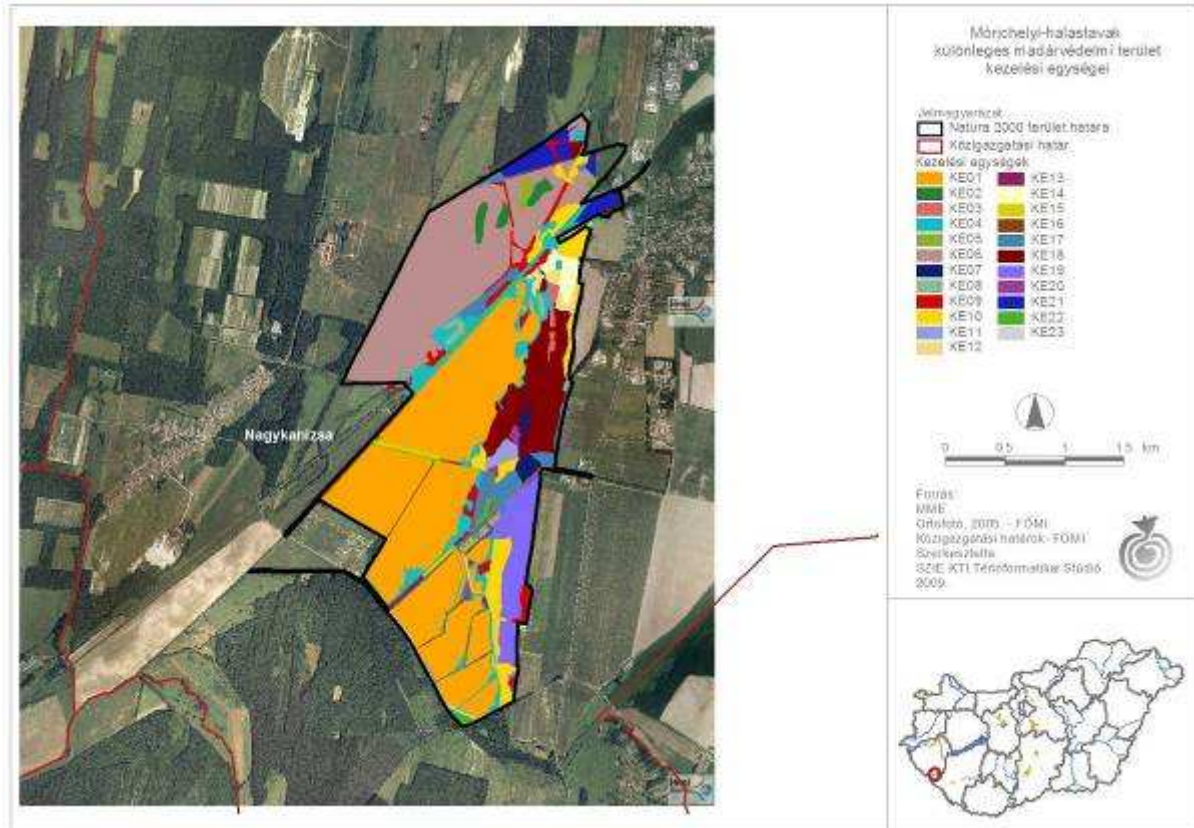 Nagykanizsa
Mórichelyi-halastavak
különleges madárvédelmi terület
kezelési egységei
Jelmagyarázat
Natura 2000 terület határa
Közigazgatási határ
Kezelési egységek
KE01 KE13
KE02 KE14
KE03 KE15
KE04 KE16
KE05 KE17
KE06 KE18
KE07 KE19
KE08 KE20
KE09 KE21
KE10 KE22
KE11 KE23
KE12
0 0,5 1 1,5 km
Forrás:
MME
Ortofotó, 2005. - FÖMI
Közigazgatási határok - FÖMI
Szerkesztette:
SZIE KTI Térinformatikai Stúdió
2009.